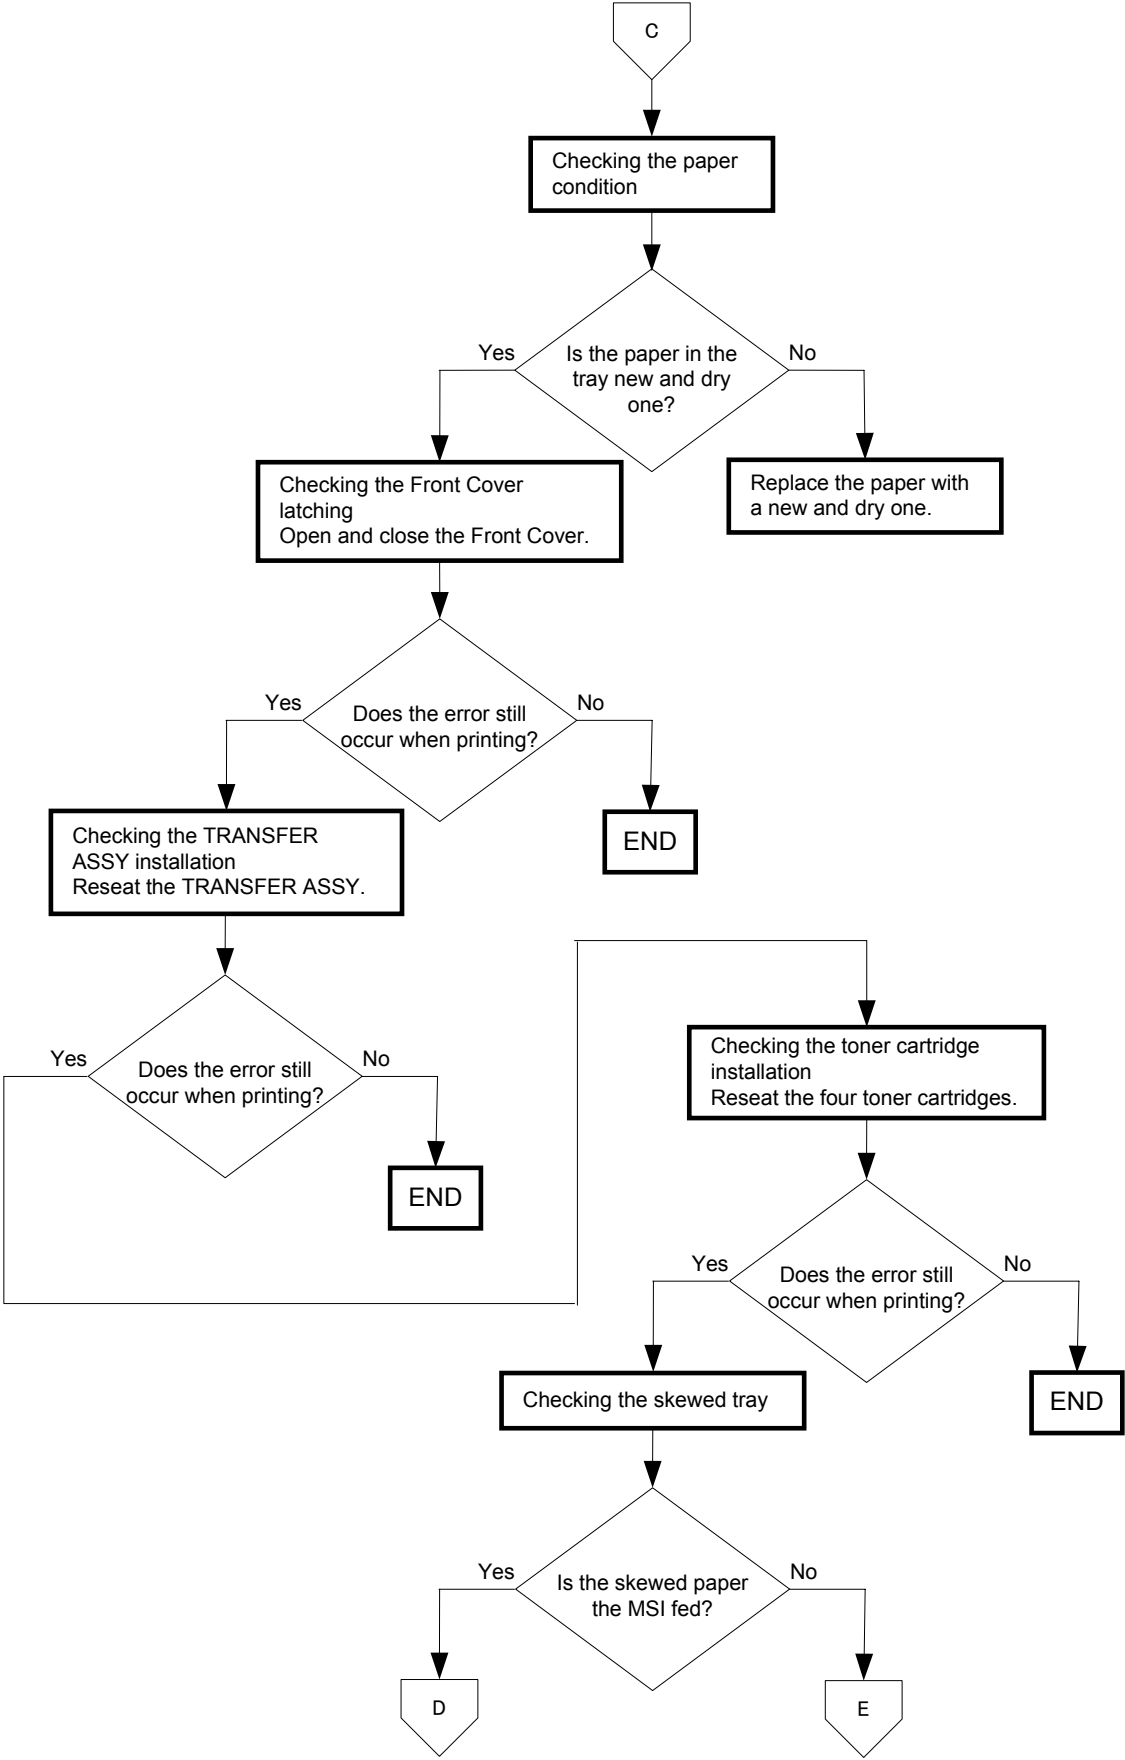 C
Checking the paper
condition
Yes
No
Is the paper in the
tray new and dry
one?
Checking the Front Cover
latching
Open and close the Front Cover.
Replace the paper with
a new and dry one.
Yes
No
Does the error still
occur when printing?
Checking the TRANSFER
ASSY installation
Reseat the TRANSFER ASSY.
END
Yes
No
Does the error still
occur when printing?
END
Checking the toner cartridge
installation
Reseat the four toner cartridges.
Yes
No
Does the error still
occur when printing?
Checking the skewed tray
END
Yes
No
Is the skewed paper
the MSI fed?
D
E